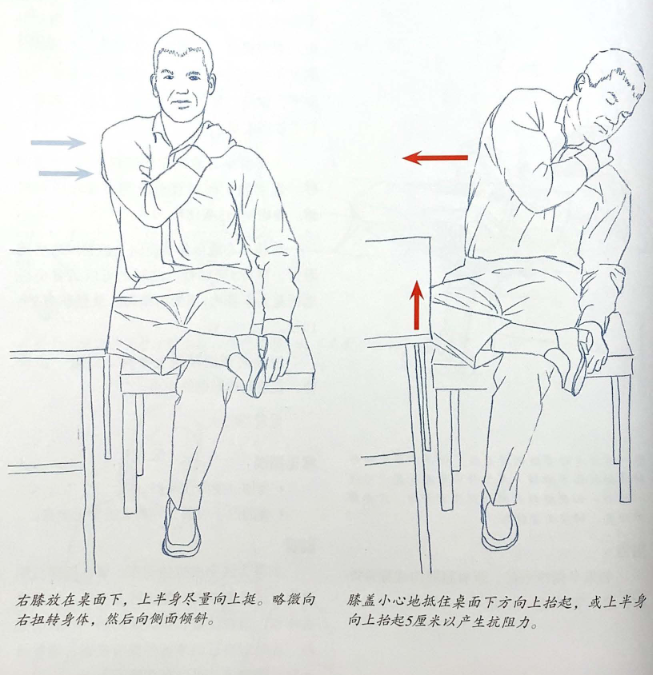 右膝放在桌面下，上半身尽量向上挺。略微向
右扭转身体，然后向侧面倾斜。
膝盖小心地抵住桌面下方向上抬起，或上半身
向上抬起5厘米以产生抗阻力。